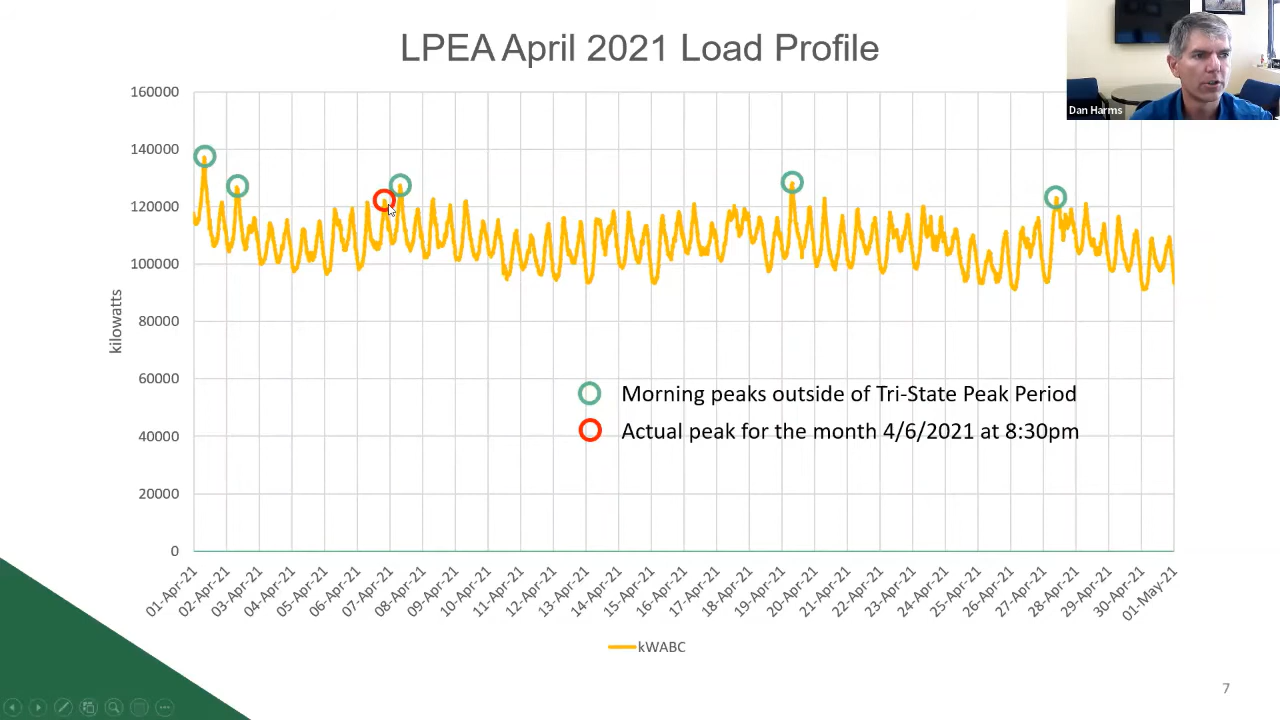 LPEA April 2021 Load Profile
Dan Harms
160000
140000
120000
100000
80000
60000
40000
20000
0
kilowatts
Morning peaks outside of Tri-State Peak Period
Actual peak for the month 4/6/2021 at 8:30pm
01-Apr-21
02-Apr-21
03-Apr-21
04-Apr-21
05-Apr-21
06-Apr-21
07-Apr-21
08-Apr-21
09-Apr-21
10-Apr-21
11-Apr-21
12-Apr-21
13-Apr-21
14-Apr-21
15-Apr-21
16-Apr-21
17-Apr-21
18-Apr-21
19-Apr-21
20-Apr-21
21-Apr-21
22-Apr-21
23-Apr-21
24-Apr-21
25-Apr-21
26-Apr-21
27-Apr-21
28-Apr-21
29-Apr-21
30-Apr-21
01-May-21
kWABC
7